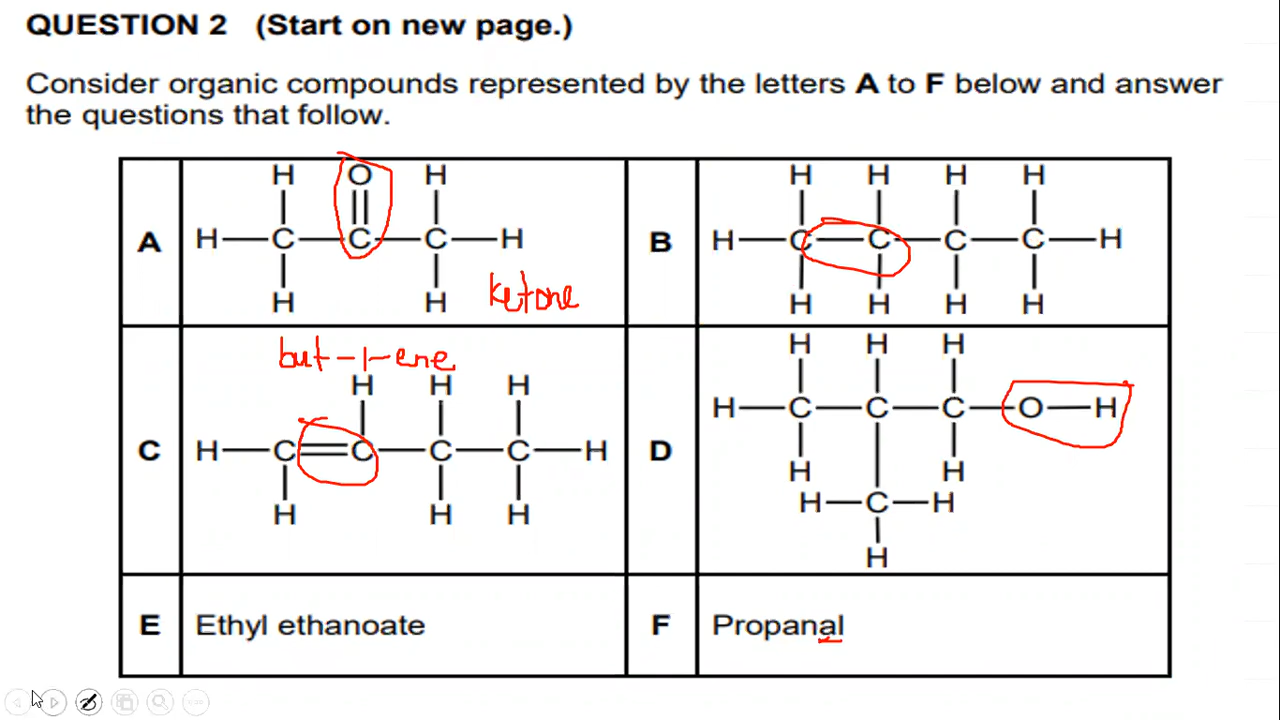 QUESTION 2 (Start on new page.)
Consider organic compounds represented by the letters A to F below and answer
the questions that follow.
H O H
A H—C—C—C—H
H H
ketone
H H H H
B H—C—C—C—C—H
H H H H
but-1-ene
H H H
C H—C=C—C—C—H
H H H
H H H
D H—C—C—C—O—H
H H
H—C—H
H
E Ethyl ethanoate
F Propanal